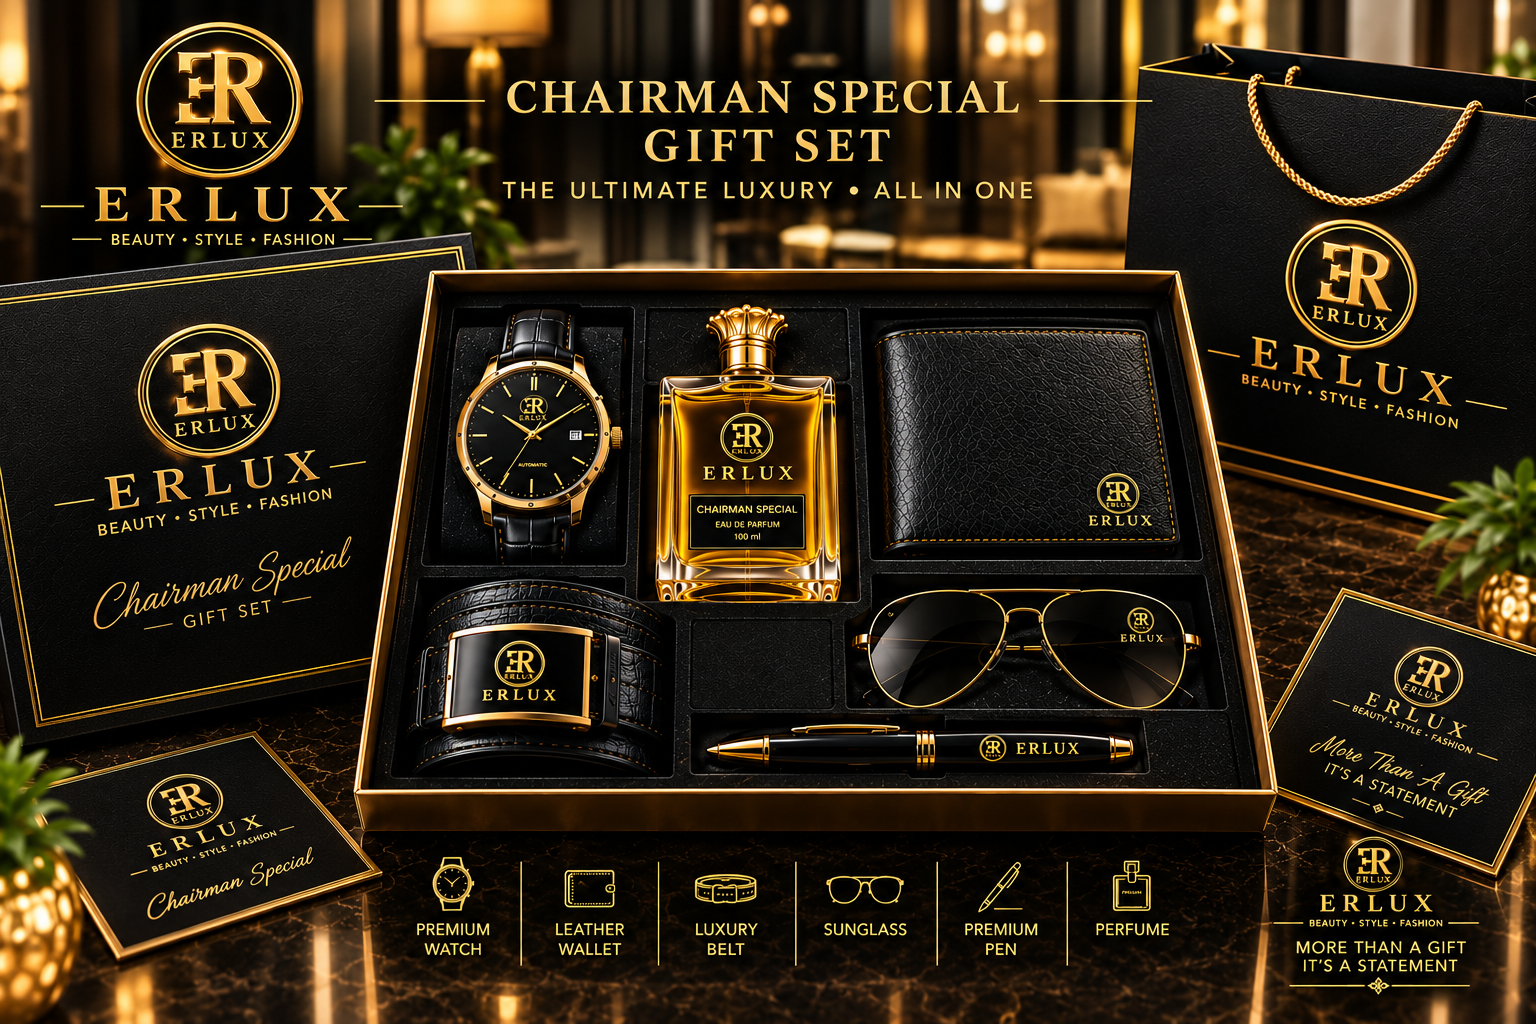 ER
ERLUX
ERLUX
BEAUTY • STYLE • FASHION
CHAIRMAN SPECIAL
GIFT SET
THE ULTIMATE LUXURY • ALL IN ONE
ER
ERLUX
ERLUX
BEAUTY • STYLE • FASHION
Chairman Special
GIFT SET
ER
ERLUX
AUTOMATIC
ER
ERLUX
ERLUX
CHAIRMAN SPECIAL
EAU DE PARFUM
100 ml
ER
ERLUX
ERLUX
ER
ERLUX
ERLUX
BEAUTY • STYLE • FASHION
ER
ERLUX
ERLUX
ER
ERLUX
ERLUX
ER
ERLUX
ER
ERLUX
ERLUX
BEAUTY • STYLE • FASHION
Chairman Special
ER
ERLUX
ERLUX
BEAUTY • STYLE • FASHION
More Than A Gift
IT'S A STATEMENT
PREMIUM
WATCH
LEATHER
WALLET
LUXURY
BELT
SUNGLASS
PREMIUM
PEN
PERFUME
ER
ERLUX
ERLUX
BEAUTY • STYLE • FASHION
MORE THAN A GIFT
IT'S A STATEMENT